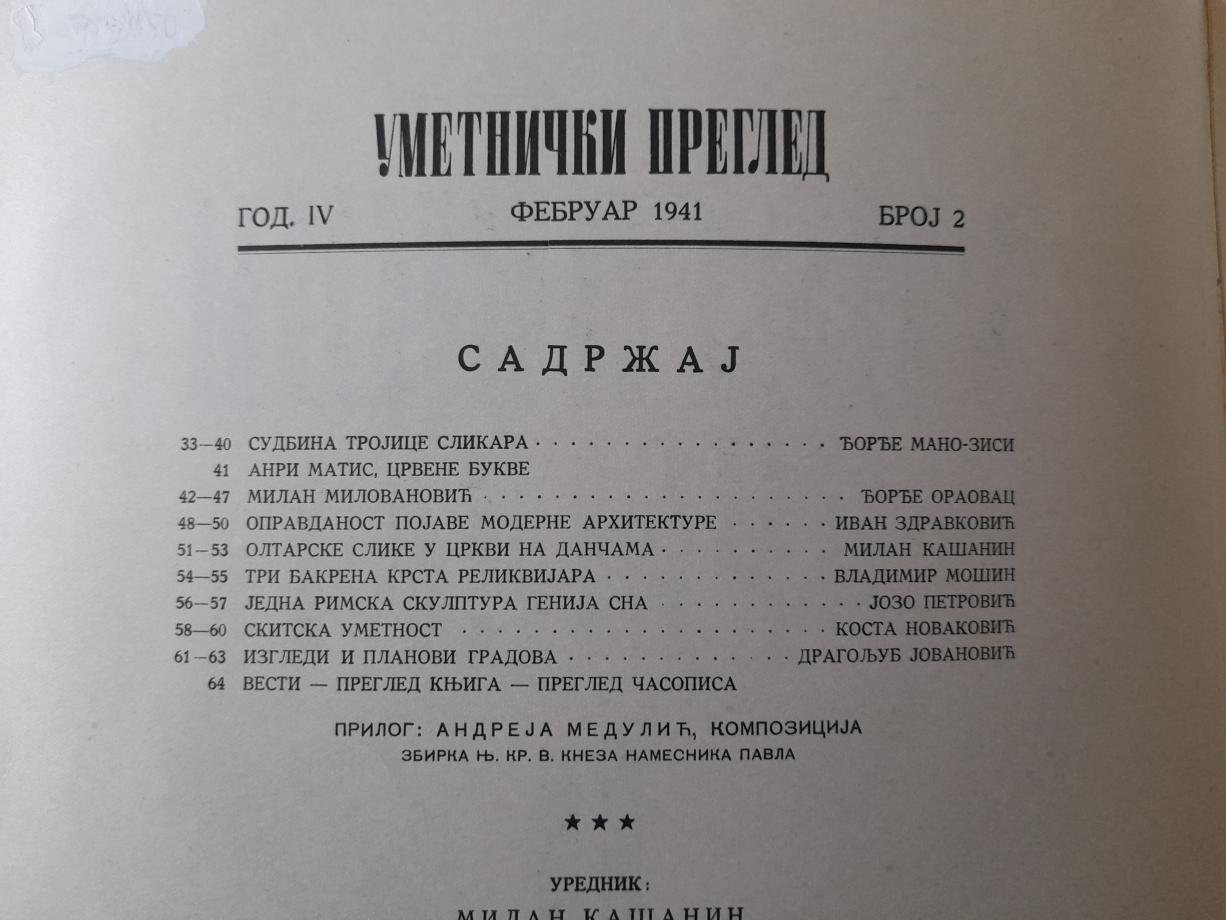 УМЕТНИЧКИ ПРЕГЛЕД
ГОД. IV ФЕБРУАР 1941 БРОЈ 2
САДРЖАЈ
33—40 СУДБИНА ТРОЈИЦЕ СЛИКАРА · · · · · · · · · · · · · · · · · ЂОРЂЕ МАНО-ЗИСИ
41 АНРИ МАТИС, ЦРВЕНЕ БУКВЕ
42—47 МИЛАН МИЛОВАНОВИЋ · · · · · · · · · · · · · · · · · · · · ЂОРЂЕ ОРАОВАЦ
48—50 ОПРАВДАНОСТ ПОЈАВЕ МОДЕРНЕ АРХИТЕКТУРЕ · · · · · · ИВАН ЗДРАВКОВИЋ
51—53 ОЛТАРСКЕ СЛИКЕ У ЦРКВИ НА ДАНЧАМА · · · · · · · · · · МИЛАН КАШАНИН
54—55 ТРИ БАКРЕНА КРСТА РЕЛИКВИЈАРА · · · · · · · · · · · · · ВЛАДИМИР МОШИН
56—57 ЈЕДНА РИМСКА СКУЛПТУРА ГЕНИЈА СНА · · · · · · · · · · · · ЈОЗО ПЕТРОВИЋ
58—60 СКИТСКА УМЕТНОСТ · · · · · · · · · · · · · · · · · · · · · КОСТА НОВАКОВИЋ
61—63 ИЗГЛЕДИ И ПЛАНОВИ ГРАДОВА · · · · · · · · · · · · · ДРАГОЉУБ ЈОВАНОВИЋ
64 ВЕСТИ — ПРЕГЛЕД КЊИГА — ПРЕГЛЕД ЧАСОПИСА
ПРИЛОГ: АНДРЕЈА МЕДУЛИЋ, КОМПОЗИЦИЈА
ЗБИРКА Њ. КР. В. КНЕЗА НАМЕСНИКА ПАВЛА
★ ★ ★
УРЕДНИК:
МИЛАН КАШАНИН